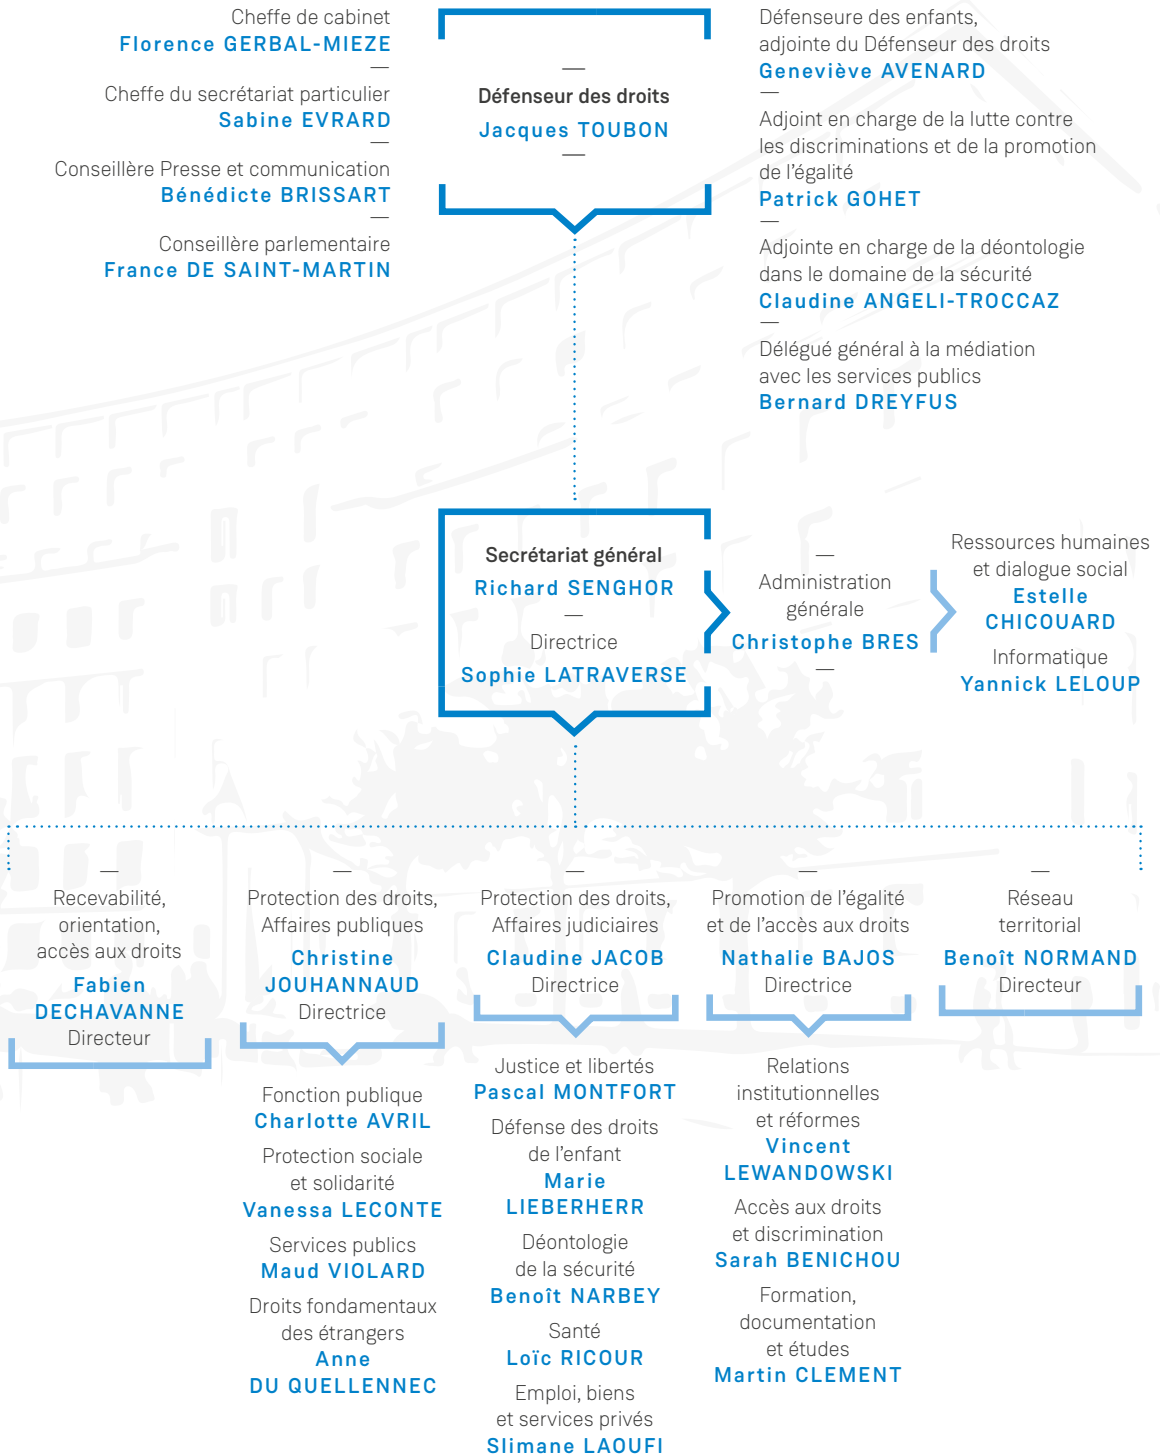 Cheffe de cabinet
Florence GERBAL-MIEZE
—
Cheffe du secrétariat particulier
Sabine EVRARD
—
Conseillère Presse et communication
Bénédicte BRISSART
—
Conseillère parlementaire
France DE SAINT-MARTIN
—
Défenseur des droits
Jacques TOUBON
—
Défenseure des enfants,
adjointe du Défenseur des droits
Geneviève AVENARD
—
Adjoint en charge de la lutte contre
les discriminations et de la promotion
de l’égalité
Patrick GOHET
—
Adjointe en charge de la déontologie
dans le domaine de la sécurité
Claudine ANGELI-TROCCAZ
—
Délégué général à la médiation
avec les services publics
Bernard DREYFUS
Secrétariat général
Richard SENGHOR
—
Directrice
Sophie LATRAVERSE
—
Administration
générale
Christophe BRES
—
Ressources humaines
et dialogue social
Estelle
CHICOUARD
Informatique
Yannick LELOUP
—
Recevabilité,
orientation,
accès aux droits
Fabien
DECHAVANNE
Directeur
—
Protection des droits,
Affaires publiques
Christine
JOUHANNAUD
Directrice
Fonction publique
Charlotte AVRIL
Protection sociale
et solidarité
Vanessa LECONTE
Services publics
Maud VIOLARD
Droits fondamentaux
des étrangers
Anne
DU QUELLENNEC
—
Protection des droits,
Affaires judiciaires
Claudine JACOB
Directrice
Justice et libertés
Pascal MONTFORT
Défense des droits
de l’enfant
Marie
LIEBERHERR
Déontologie
de la sécurité
Benoît NARBEY
Santé
Loïc RICOUR
Emploi, biens
et services privés
Slimane LAOUFI
—
Promotion de l’égalité
et de l’accès aux droits
Nathalie BAJOS
Directrice
Relations
institutionnelles
et réformes
Vincent
LEWANDOWSKI
Accès aux droits
et discrimination
Sarah BENICHOU
Formation,
documentation
et études
Martin CLEMENT
—
Réseau
territorial
Benoît NORMAND
Directeur